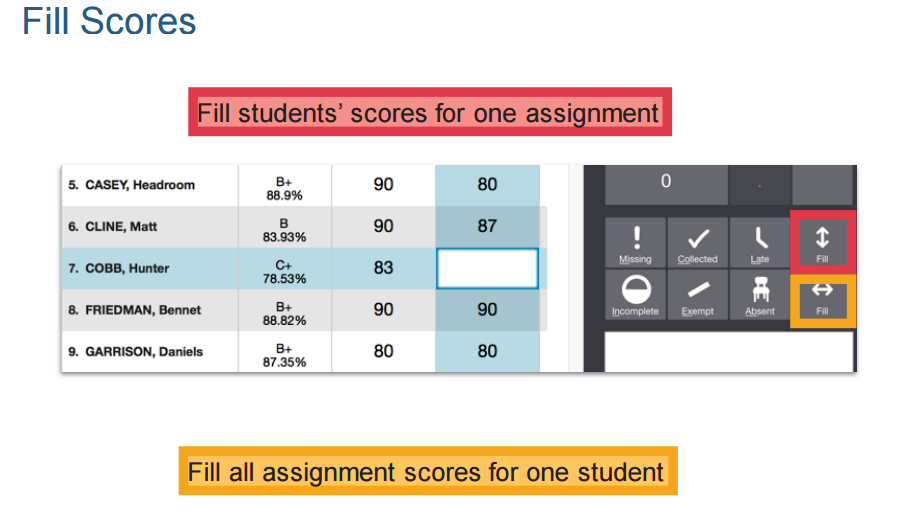 Fill Scores
Fill students’ scores for one assignment
5. CASEY, Headroom B+ 90 80
88.9%
6. CLINE, Matt B 90 87
83.93%
7. COBB, Hunter C+ 83
78.53%
8. FRIEDMAN, Bennet B+ 90 90
88.82%
9. GARRISON, Daniels B+ 80 80
87.35%
0 .
Missing Collected Late Fill
Incomplete Exempt Absent Fill
Fill all assignment scores for one student